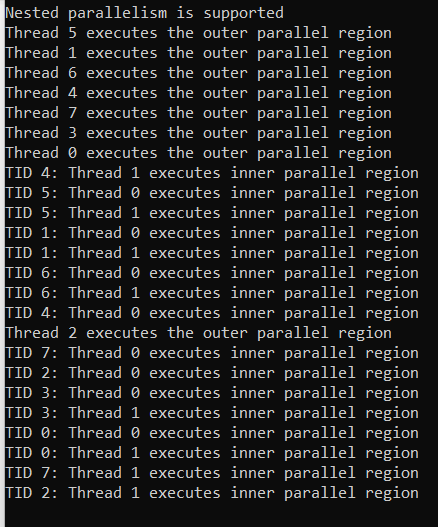 Nested parallelism is supported
Thread 5 executes the outer parallel region
Thread 1 executes the outer parallel region
Thread 6 executes the outer parallel region
Thread 4 executes the outer parallel region
Thread 7 executes the outer parallel region
Thread 3 executes the outer parallel region
Thread 0 executes the outer parallel region
TID 4: Thread 1 executes inner parallel region
TID 5: Thread 0 executes inner parallel region
TID 5: Thread 1 executes inner parallel region
TID 1: Thread 0 executes inner parallel region
TID 1: Thread 1 executes inner parallel region
TID 6: Thread 0 executes inner parallel region
TID 6: Thread 1 executes inner parallel region
TID 4: Thread 0 executes inner parallel region
Thread 2 executes the outer parallel region
TID 7: Thread 0 executes inner parallel region
TID 2: Thread 0 executes inner parallel region
TID 3: Thread 0 executes inner parallel region
TID 3: Thread 1 executes inner parallel region
TID 0: Thread 0 executes inner parallel region
TID 0: Thread 1 executes inner parallel region
TID 7: Thread 1 executes inner parallel region
TID 2: Thread 1 executes inner parallel region